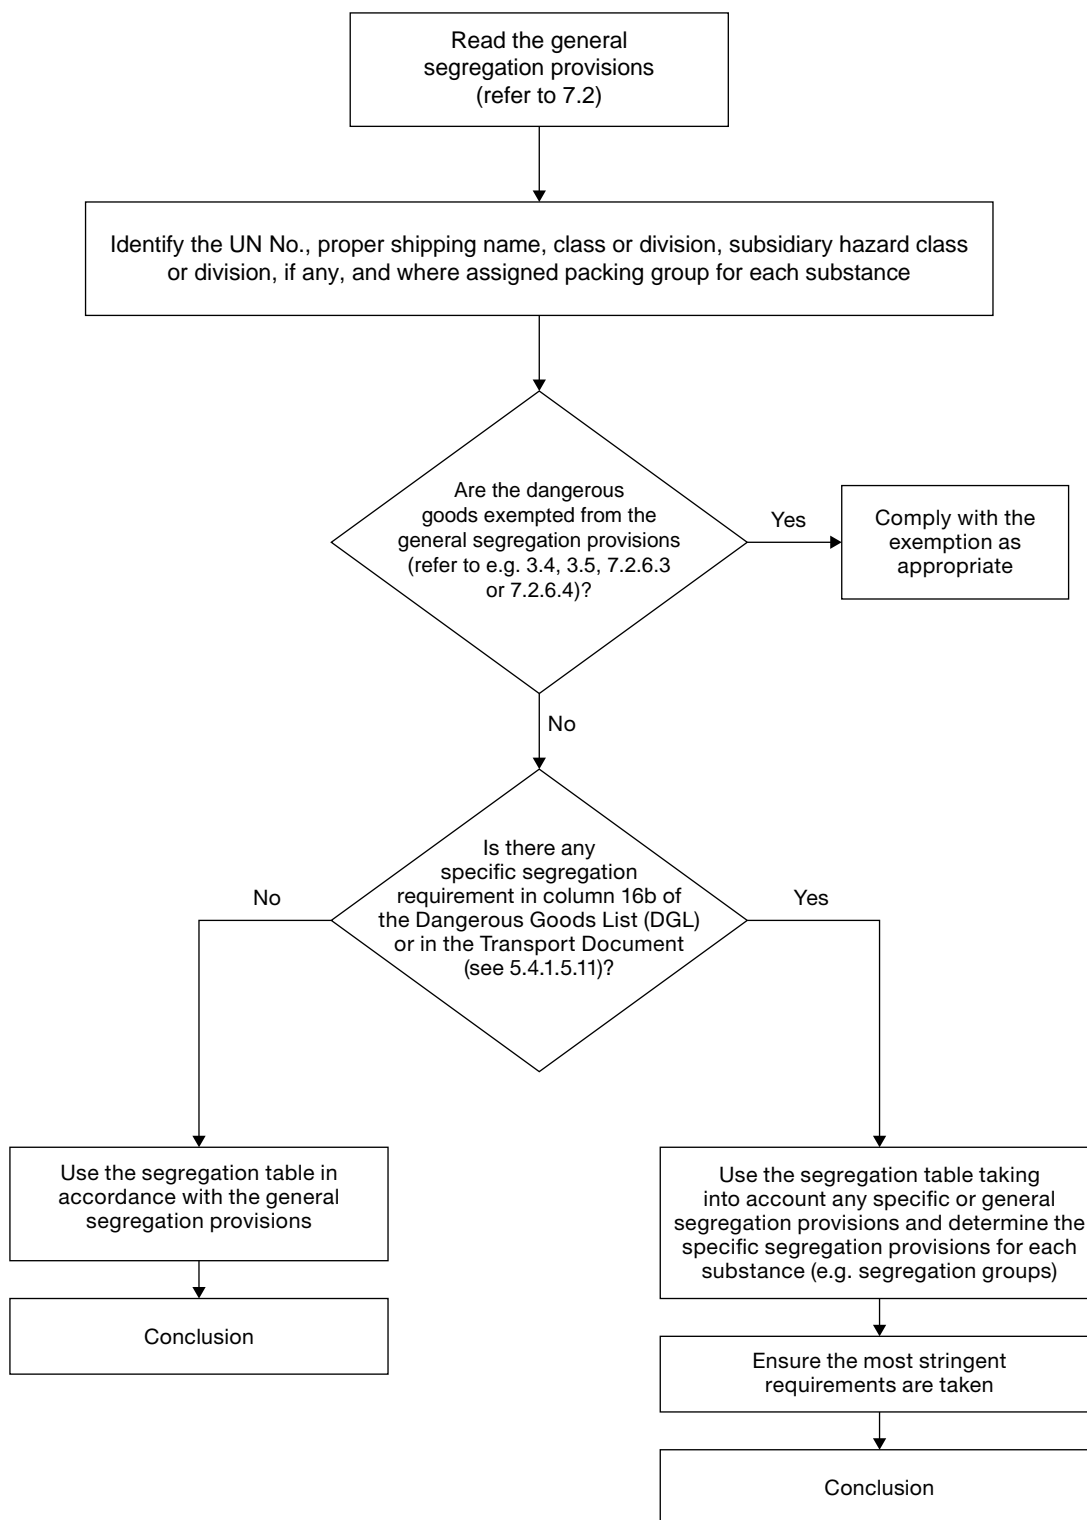 Read the general
segregation provisions
(refer to 7.2)
Identify the UN No., proper shipping name, class or division, subsidiary hazard class
or division, if any, and where assigned packing group for each substance
Are the dangerous
goods exempted from the
general segregation provisions
(refer to e.g. 3.4, 3.5, 7.2.6.3
or 7.2.6.4)?
Yes
Comply with the
exemption as
appropriate
No
Is there any
specific segregation
requirement in column 16b of
the Dangerous Goods List (DGL)
or in the Transport Document
(see 5.4.1.5.11)?
No
Yes
Use the segregation table in
accordance with the general
segregation provisions
Conclusion
Use the segregation table taking
into account any specific or general
segregation provisions and determine the
specific segregation provisions for each
substance (e.g. segregation groups)
Ensure the most stringent
requirements are taken
Conclusion